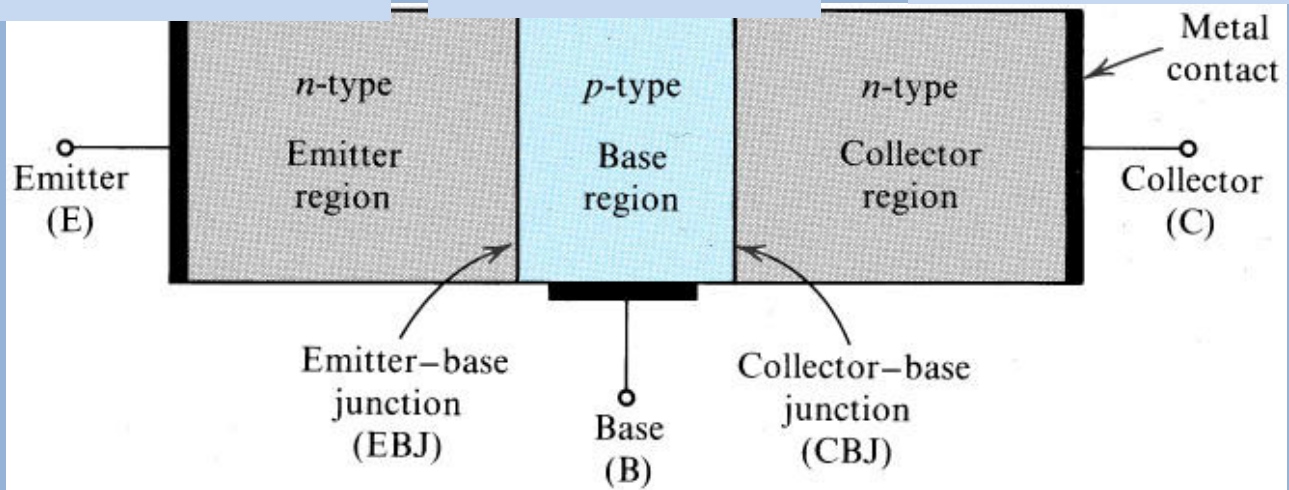 Metal
contact
n-type
p-type
n-type
Emitter
region
Base
region
Collector
region
Emitter
(E)
Collector
(C)
Emitter–base
junction
(EBJ)
Base
(B)
Collector–base
junction
(CBJ)